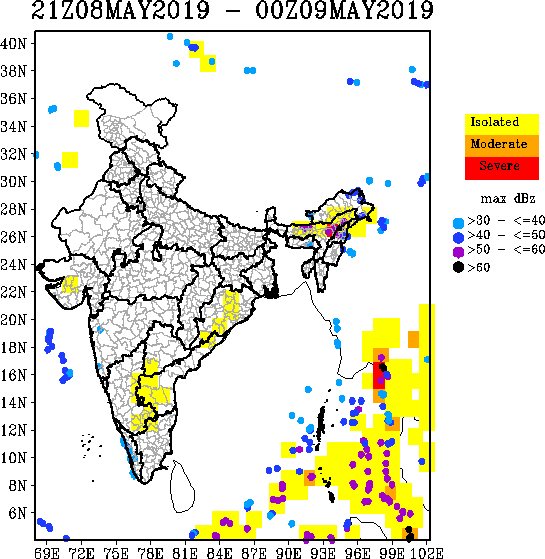 21Z08MAY2019 - 00Z09MAY2019
40N
38N
36N
34N
32N
30N
28N
26N
24N
22N
20N
18N
16N
14N
12N
10N
8N
6N
69E 72E 75E 78E 81E 84E 87E 90E 93E 96E 99E 102E
Isolated
Moderate
Severe
max dBz
>30 - <=40
>40 - <=50
>50 - <=60
>60